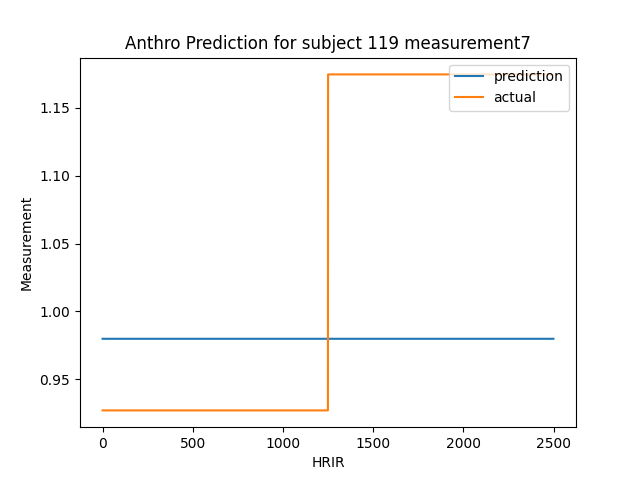 Anthro Prediction for subject 119 measurement7
prediction
actual
1.15
1.10
1.05
1.00
0.95
Measurement
0
500
1000
1500
2000
2500
HRIR